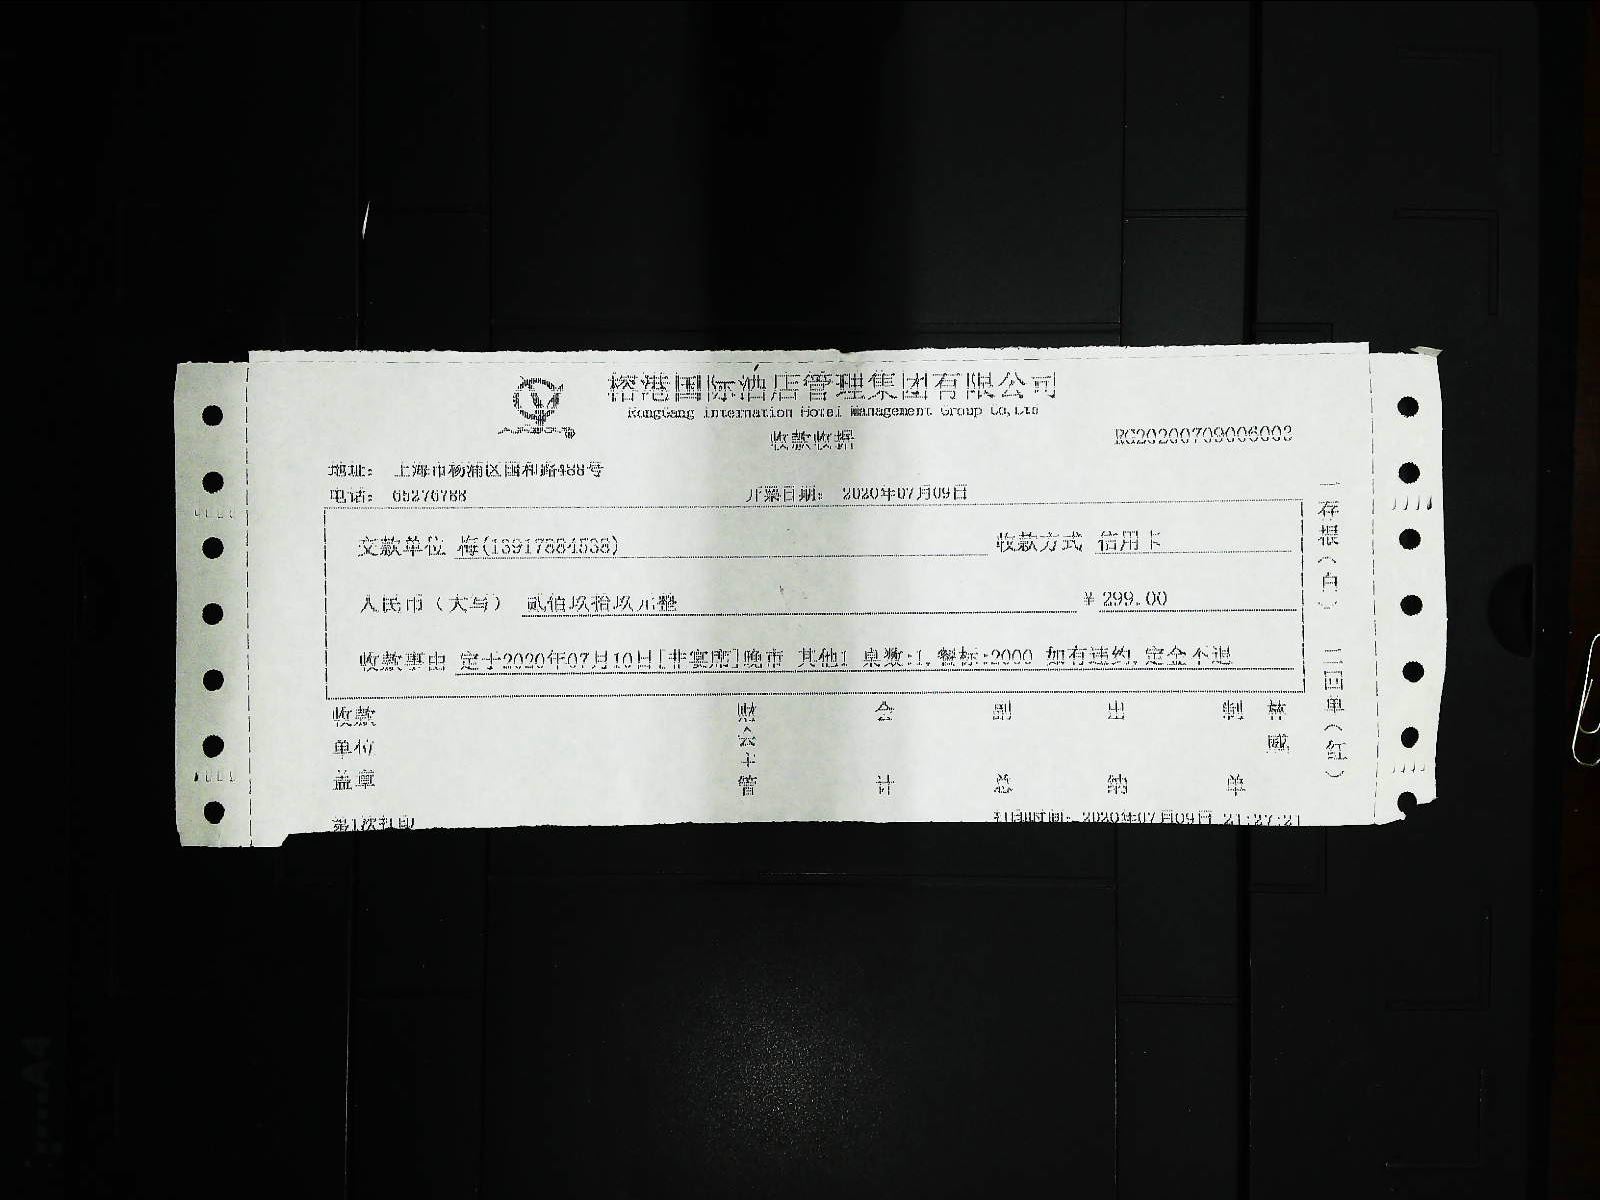 榕港国际酒店管理集团有限公司
RongGang Internation Hotel Management Group Co,Ltd
收款收据
RG20200709006003
地址： 上海市杨浦区国和路488号
电话： 65276788 开票日期： 2020年07月09日
交款单位 梅(13917884538) 收款方式 信用卡
人民币（大写） 贰佰玖拾玖元整 ￥299.00
收款事由 定于2020年07月10日[非宴席]晚市 其他1 桌数:1,餐标:2000 如有违约,定金不退
收款单位盖章 财会主管 会计 副总 出纳 制单 林威
第1次打印 打印时间：2020年07月09日 21:27:21
一存根（白） 二回单（红）